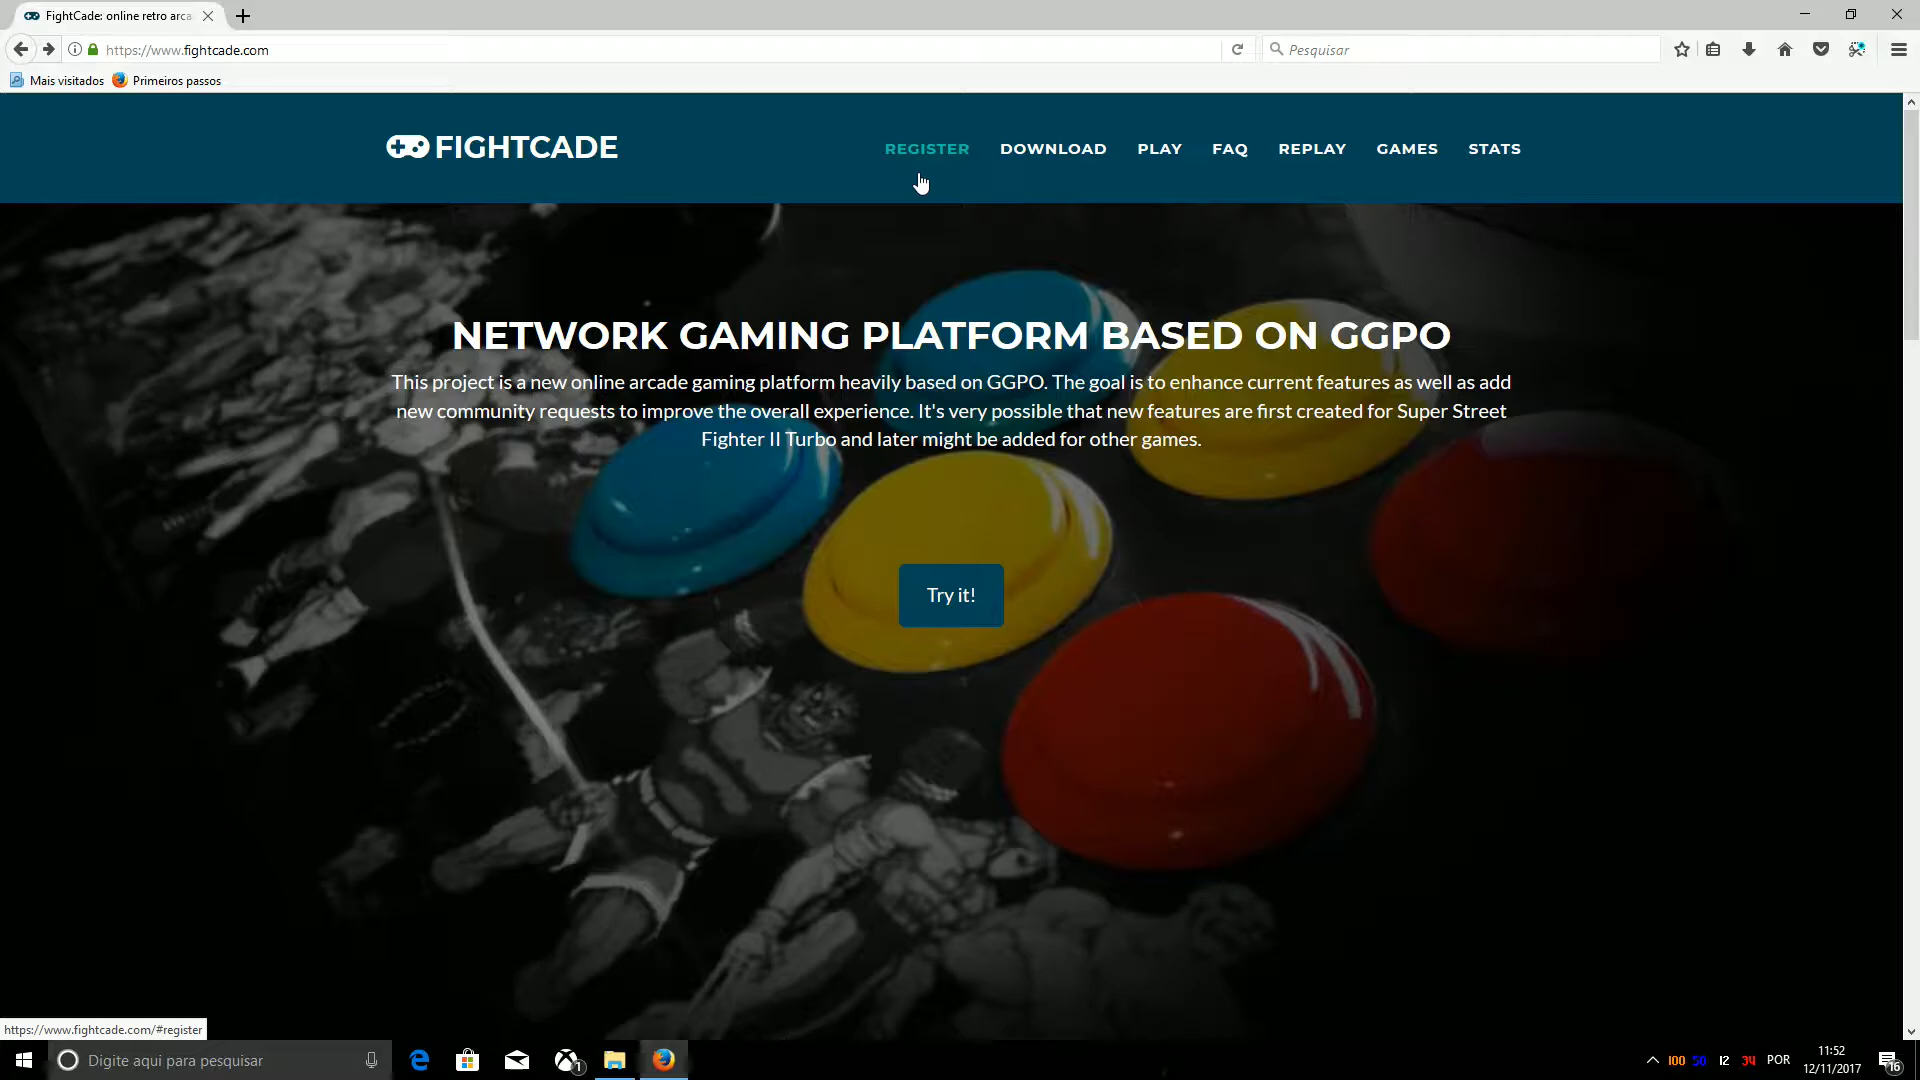 FightCade: online retro arca
https://www.fightcade.com
Pesquisar
Mais visitados
Primeiros passos
FIGHTCADE
REGISTER
DOWNLOAD
PLAY
FAQ
REPLAY
GAMES
STATS
NETWORK GAMING PLATFORM BASED ON GGPO
This project is a new online arcade gaming platform heavily based on GGPO. The goal is to enhance current features as well as add
new community requests to improve the overall experience. It's very possible that new features are first created for Super Street
Fighter II Turbo and later might be added for other games.
Try it!
https://www.fightcade.com/#register
Digite aqui para pesquisar
1
100 50 12 34 POR
11:52
12/11/2017
16